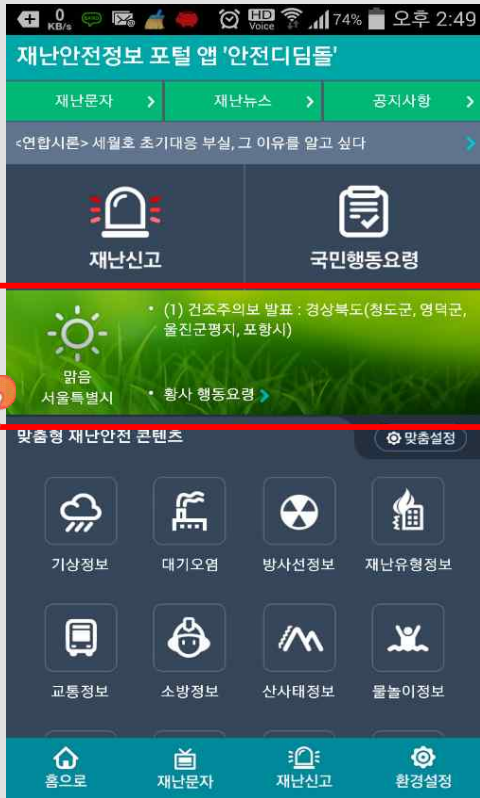 0 KB/s HD Voice 74% 오후 2:49
재난안전정보 포털 앱 '안전디딤돌'
재난문자 > 재난뉴스 > 공지사항 >
<연합시론> 세월호 초기대응 부실, 그 이유를 알고 싶다 >
재난신고 국민행동요령
• (1) 건조주의보 발표 : 경상북도(청도군, 영덕군,
울진군평지, 포항시)
맑음
서울특별시 • 황사 행동요령 >
맞춤형 재난안전 콘텐츠 맞춤설정
기상정보 대기오염 방사선정보 재난유형정보
교통정보 소방정보 산사태정보 물놀이정보
홈으로 재난문자 재난신고 환경설정